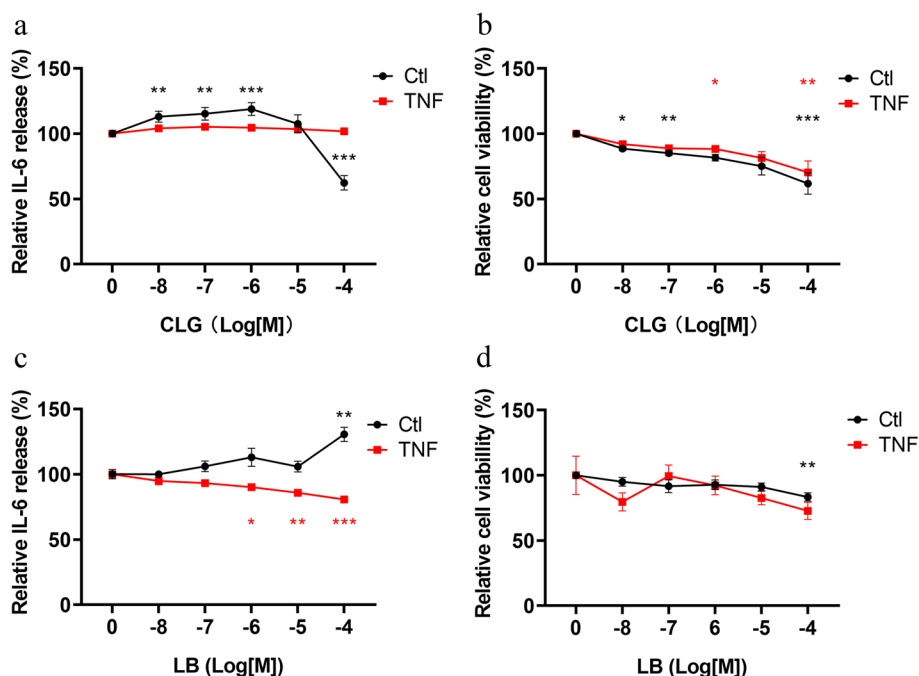 a
Relative IL-6 release (%)
150
100
50
0
** ** *** ***
Ctl
TNF
0 -8 -7 -6 -5 -4
CLG（Log[M]）
b
Relative cell viability (%)
150
100
50
0
* **
* ** ***
Ctl
TNF
0 -8 -7 -6 -5 -4
CLG（Log[M]）
c
Relative IL-6 release (%)
150
100
50
0
**
* ** ***
Ctl
TNF
0 -8 -7 -6 -5 -4
LB (Log[M])
d
Relative cell viabillity (%)
150
100
50
0
**
Ctl
TNF
0 -8 -7 6 -5 -4
LB (Log[M])